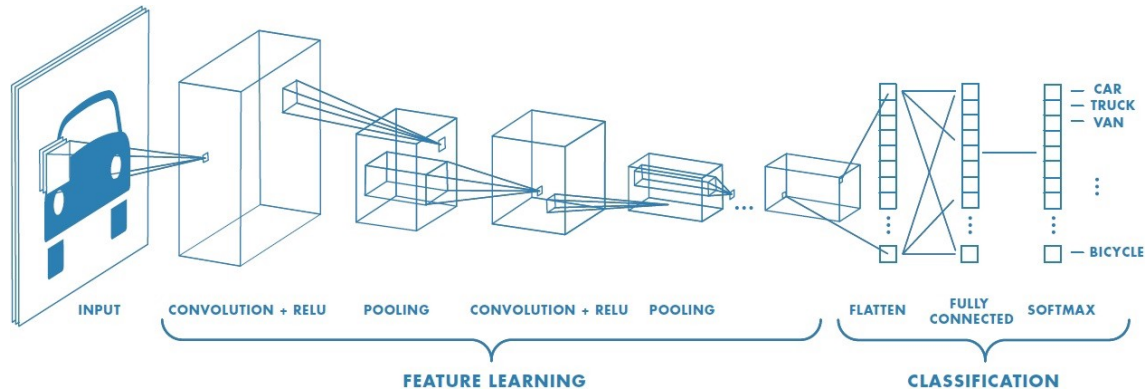 CAR
TRUCK
VAN
BICYCLE
INPUT
CONVOLUTION + RELU
POOLING
CONVOLUTION + RELU
POOLING
FLATTEN
FULLY
CONNECTED
SOFTMAX
FEATURE LEARNING
CLASSIFICATION